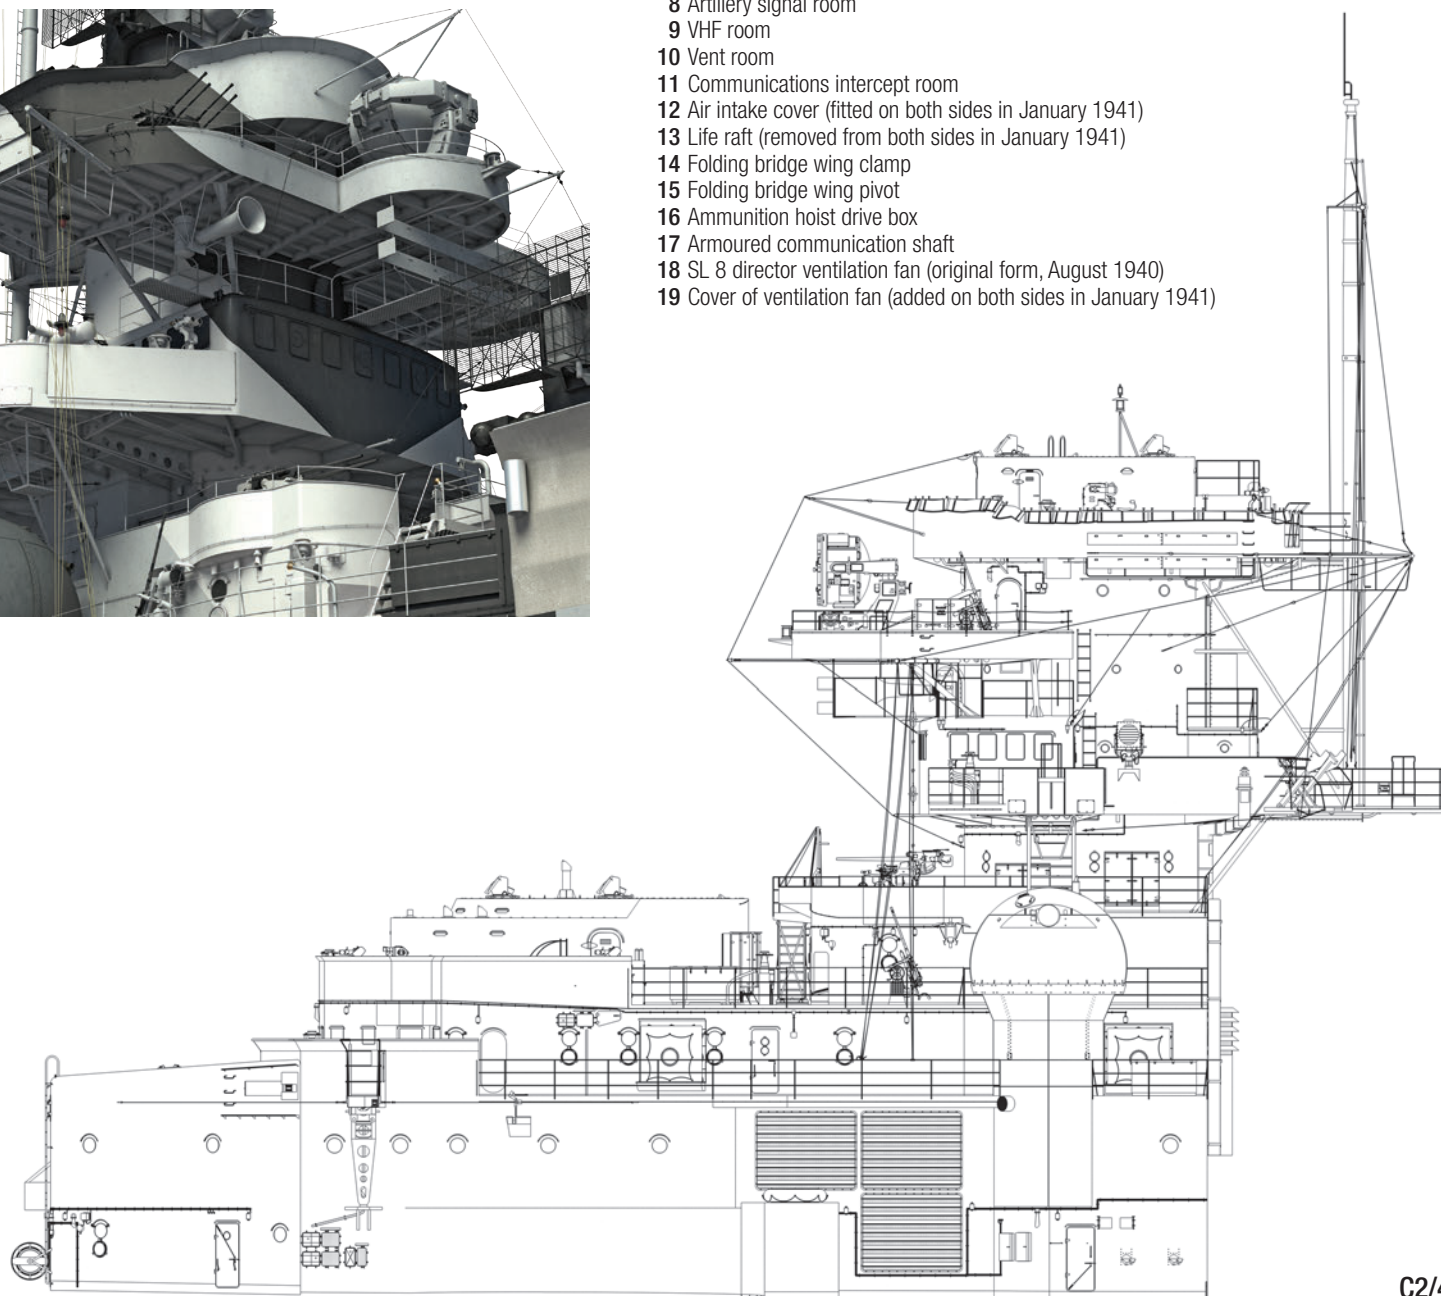 8 Artillery signal room
9 VHF room
10 Vent room
11 Communications intercept room
12 Air intake cover (fitted on both sides in January 1941)
13 Life raft (removed from both sides in January 1941)
14 Folding bridge wing clamp
15 Folding bridge wing pivot
16 Ammunition hoist drive box
17 Armoured communication shaft
18 SL 8 director ventilation fan (original form, August 1940)
19 Cover of ventilation fan (added on both sides in January 1941)
C2/4